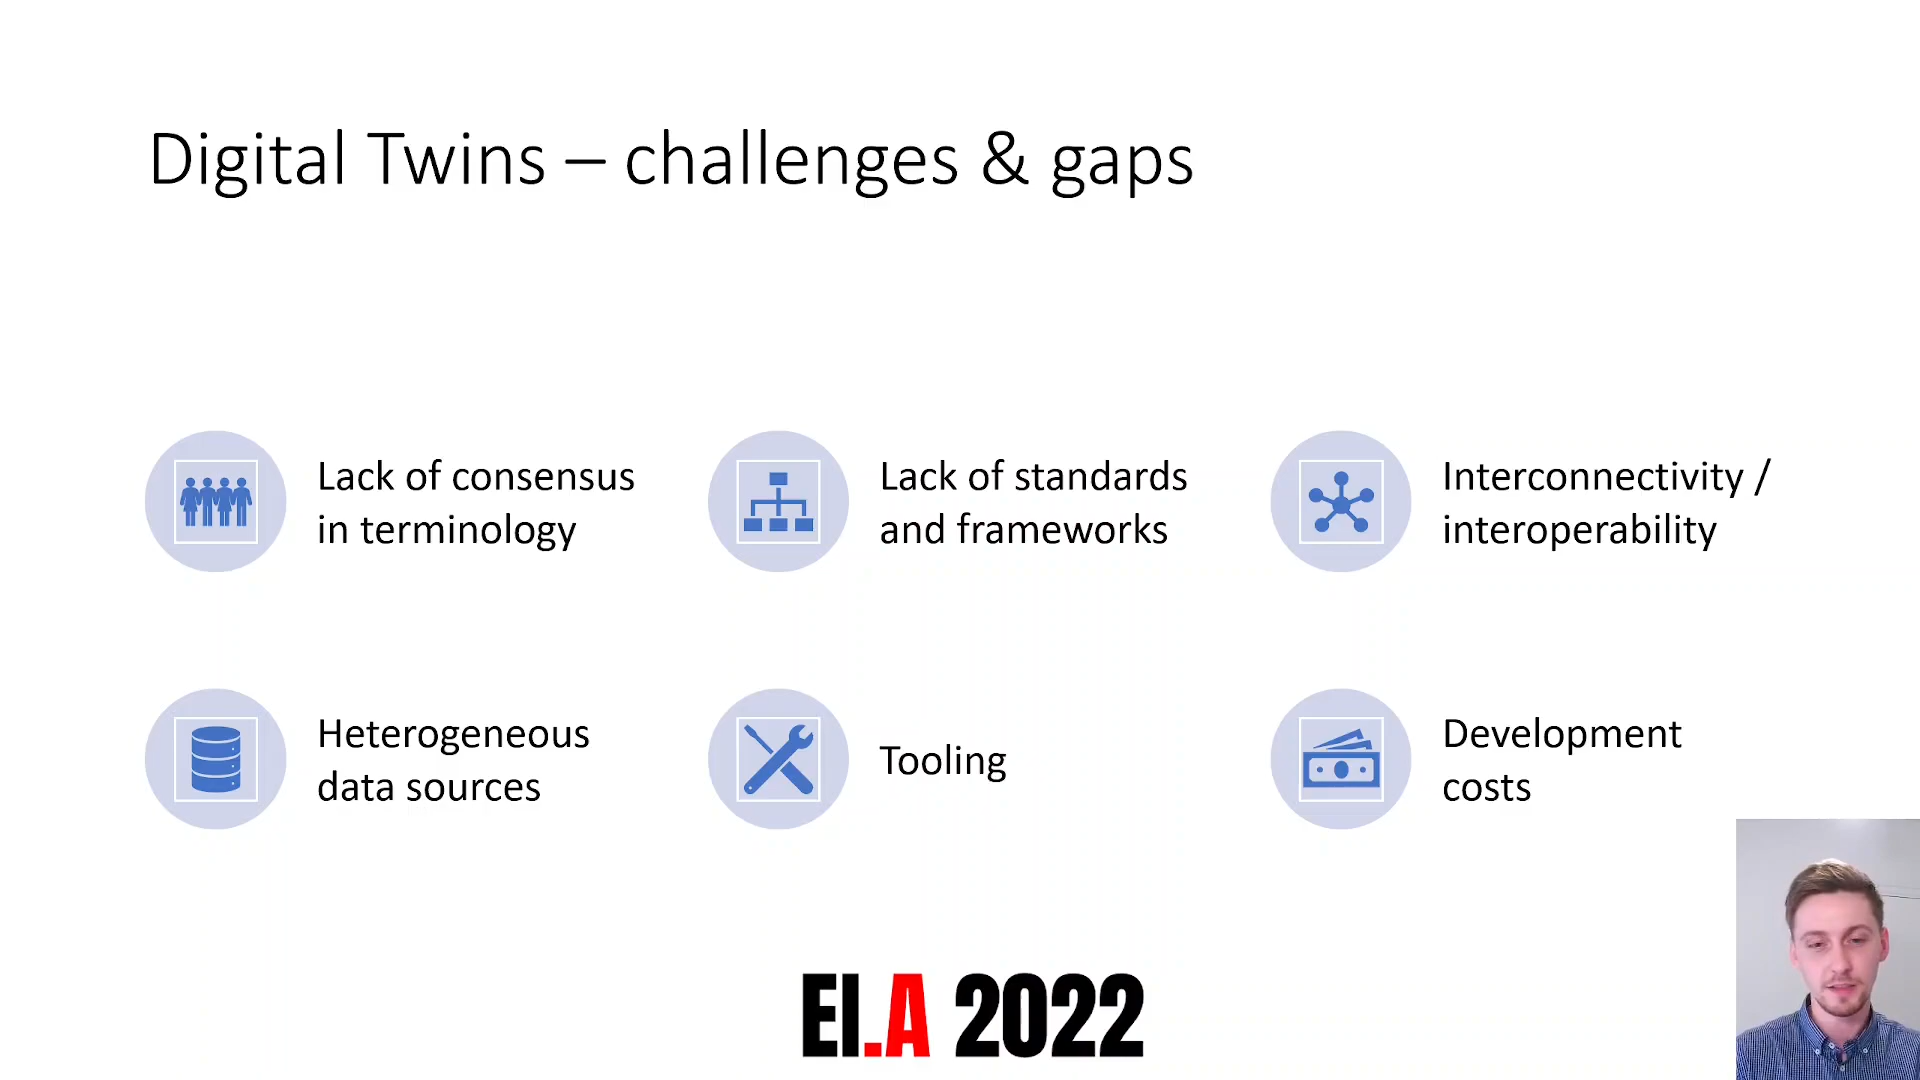 Digital Twins – challenges & gaps
Lack of consensus
in terminology
Lack of standards
and frameworks
Interconnectivity /
interoperability
Heterogeneous
data sources
Tooling
Development
costs
EI.A 2022